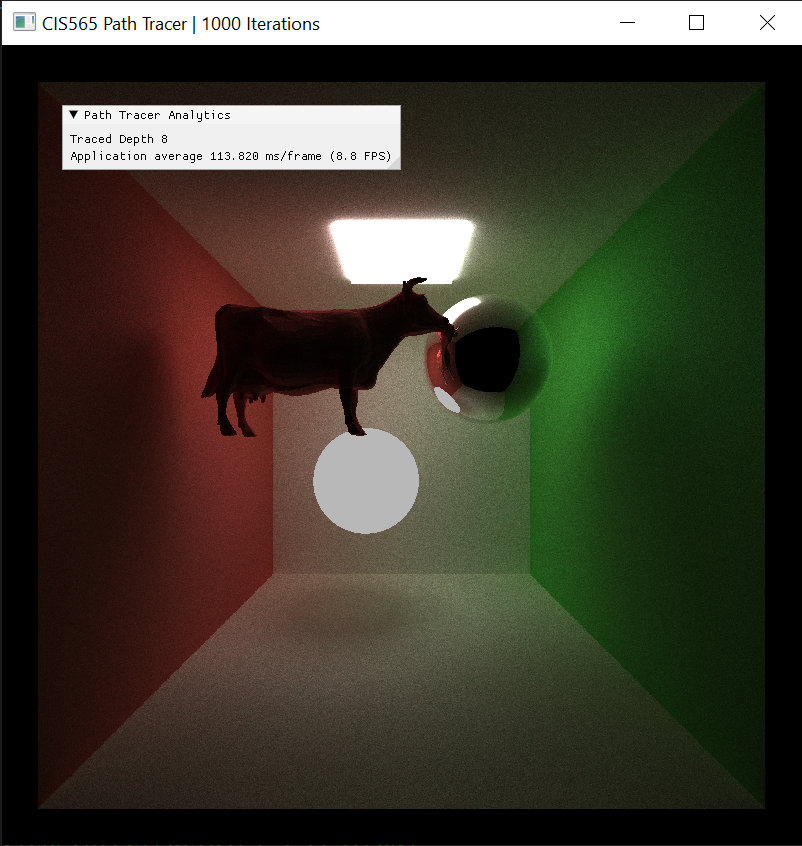 CIS565 Path Tracer | 1000 Iterations
Path Tracer Analytics
Traced Depth 8
Application average 113.820 ms/frame (8.8 FPS)